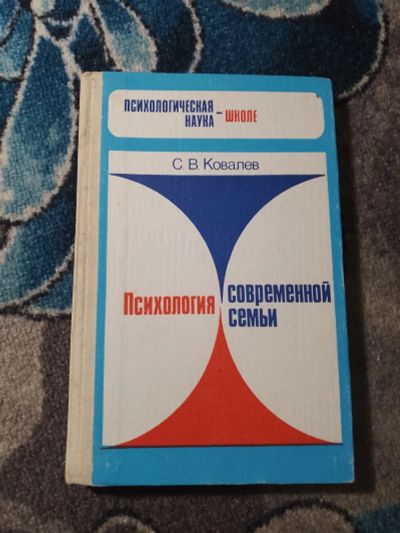 ПСИХОЛОГИЧЕСКАЯ
НАУКА – ШКОЛЕ
С. В. Ковалев
Психология современной
семьи